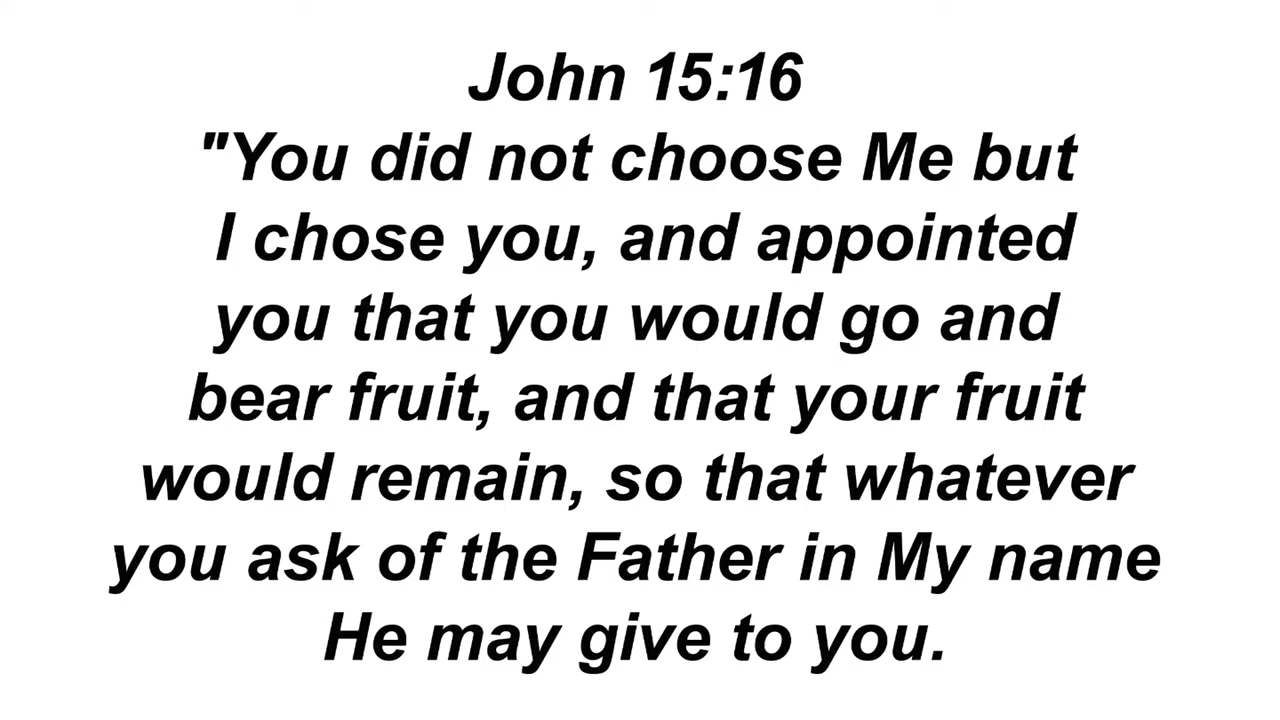 John 15:16
"You did not choose Me but
I chose you, and appointed
you that you would go and
bear fruit, and that your fruit
would remain, so that whatever
you ask of the Father in My name
He may give to you.